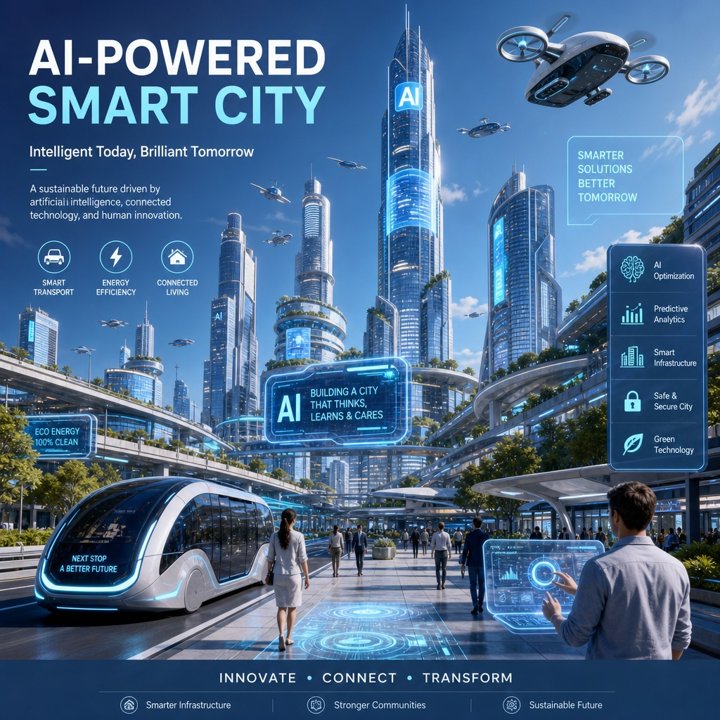 AI-POWERED
SMART CITY
Intelligent Today, Brilliant Tomorrow
A sustainable future driven by
artificial intelligence, connected
technology, and human innovation.
SMART
TRANSPORT
ENERGY
EFFICIENCY
CONNECTED
LIVING
AI
SMARTER
SOLUTIONS
BETTER
TOMORROW
AI
Optimization
Predictive
Analytics
Smart
Infrastructure
Safe &
Secure City
Green
Technology
AI
AI
BUILDING A CITY
THAT THINKS,
LEARNS & CARES
ECO ENERGY
100% CLEAN
NEXT STOP
A BETTER FUTURE
INNOVATE • CONNECT • TRANSFORM
Smarter Infrastructure
Stronger Communities
Sustainable Future